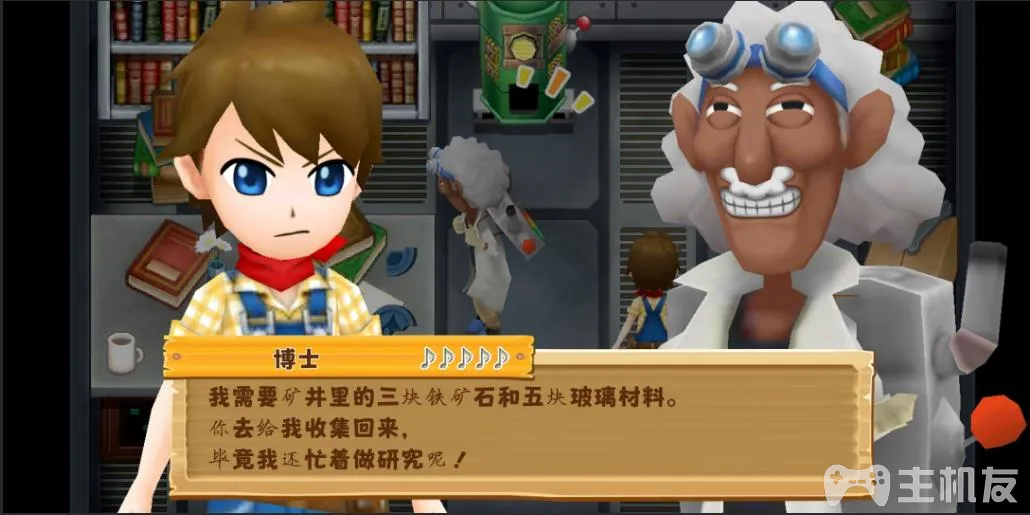 博士
我需要矿井里的三块铁矿石和五块玻璃材料。
你去给我收集回来，
毕竟我还忙着做研究呢！
主机友